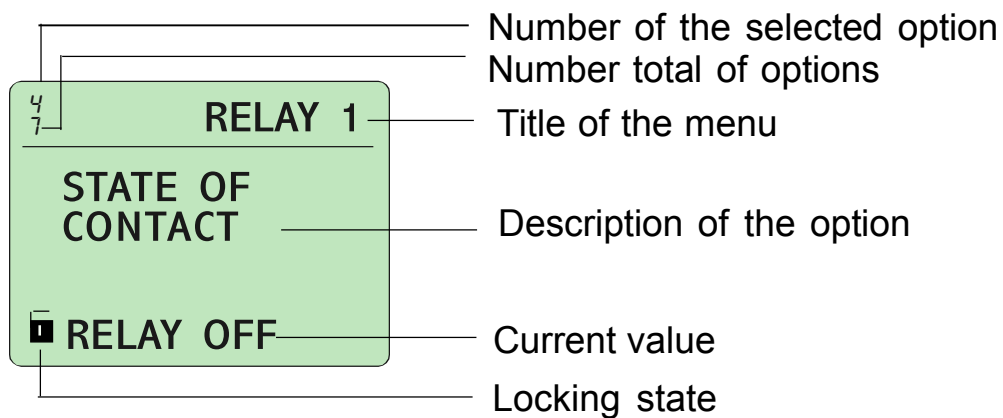 Number of the selected option
Number total of options
4
7
RELAY 1
Title of the menu
STATE OF
CONTACT
Description of the option
RELAY OFF
Current value
Locking state